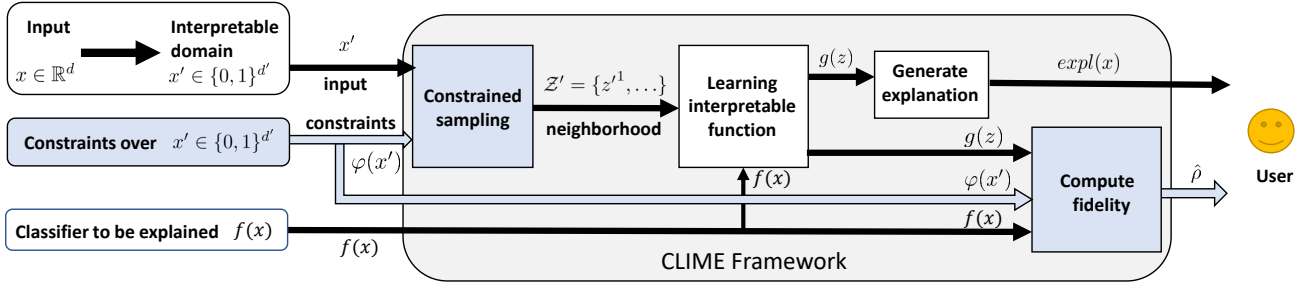 Input
x ∈ ℝ^d
Interpretable
domain
x′ ∈ {0, 1}^{d′}
x′
input
Constrained
sampling
𝒵′ = {z′^1, …}
neighborhood
Learning
interpretable
function
g(z)
Generate
explanation
expl(x)
constraints
Constraints over x′ ∈ {0, 1}^{d′}
φ(x′)
g(z)
f(x)
φ(x′)
Compute
fidelity
ρ̂
User
Classifier to be explained f(x)
f(x)
f(x)
CLIME Framework